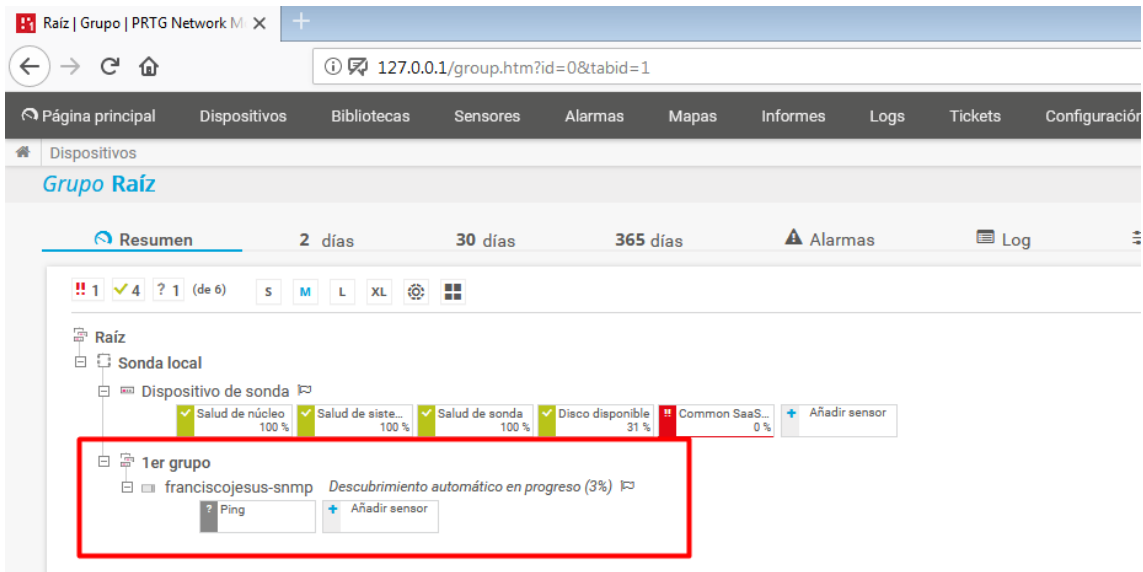 Raíz | Grupo | PRTG Network M
127.0.0.1/group.htm?id=0&tabid=1
Página principal Dispositivos Bibliotecas Sensores Alarmas Mapas Informes Logs Tickets Configuración
Dispositivos
Grupo Raíz
Resumen 2 días 30 días 365 días Alarmas Log
!! 1 4 ? 1 (de 6) S M L XL
Raíz
Sonda local
Dispositivo de sonda
Salud de núcleo Salud de siste... Salud de sonda Disco disponible !! Common SaaS... + Añadir sensor
100 % 100 % 100 % 31 % 0 %
1er grupo
franciscojesus-snmp Descubrimiento automático en progreso (3%)
? Ping + Añadir sensor